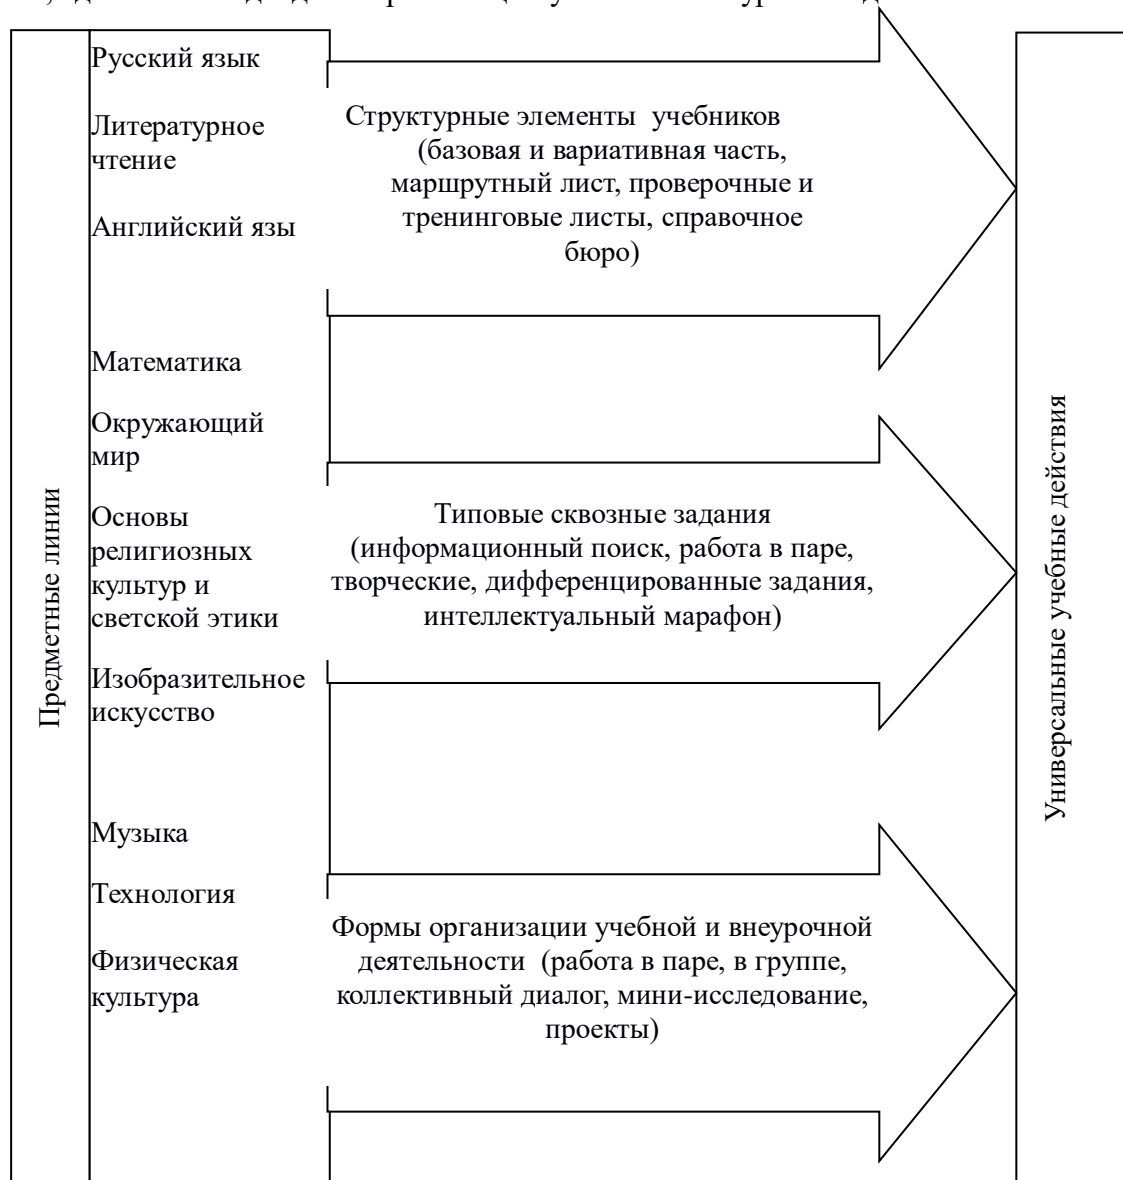 Предметные линии
Русский язык
Литературное
чтение
Английский язы
Математика
Окружающий
мир
Основы
религиозных
культур и
светской этики
Изобразительное
искусство
Музыка
Технология
Физическая
культура
Структурные элементы учебников
(базовая и вариативная часть,
маршрутный лист, проверочные и
тренинговые листы, справочное
бюро)
Типовые сквозные задания
(информационный поиск, работа в паре,
творческие, дифференцированные задания,
интеллектуальный марафон)
Формы организации учебной и внеурочной
деятельности (работа в паре, в группе,
коллективный диалог, мини-исследование,
проекты)
Универсальные учебные действия